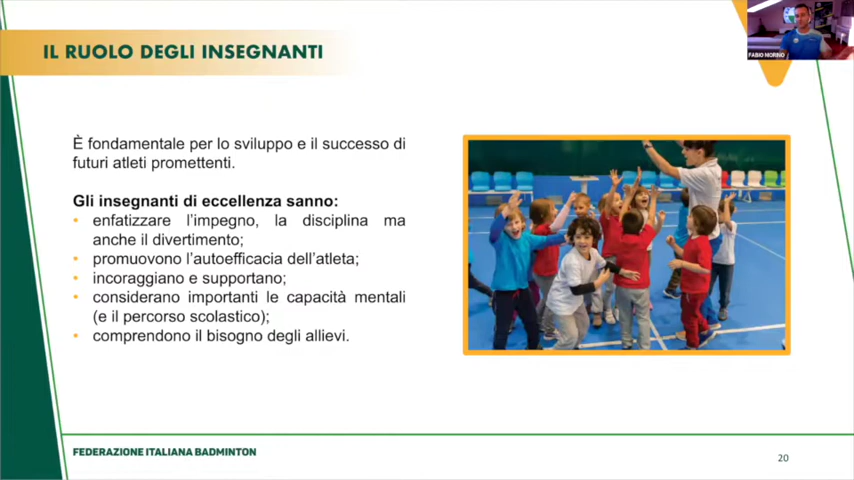 IL RUOLO DEGLI INSEGNANTI
È fondamentale per lo sviluppo e il successo di
futuri atleti promettenti.
Gli insegnanti di eccellenza sanno:
• enfatizzare l'impegno, la disciplina ma
anche il divertimento;
• promuovono l'autoefficacia dell'atleta;
• incoraggiano e supportano;
• considerano importanti le capacità mentali
(e il percorso scolastico);
• comprendono il bisogno degli allievi.
FABIO MORINO
FEDERAZIONE ITALIANA BADMINTON
20